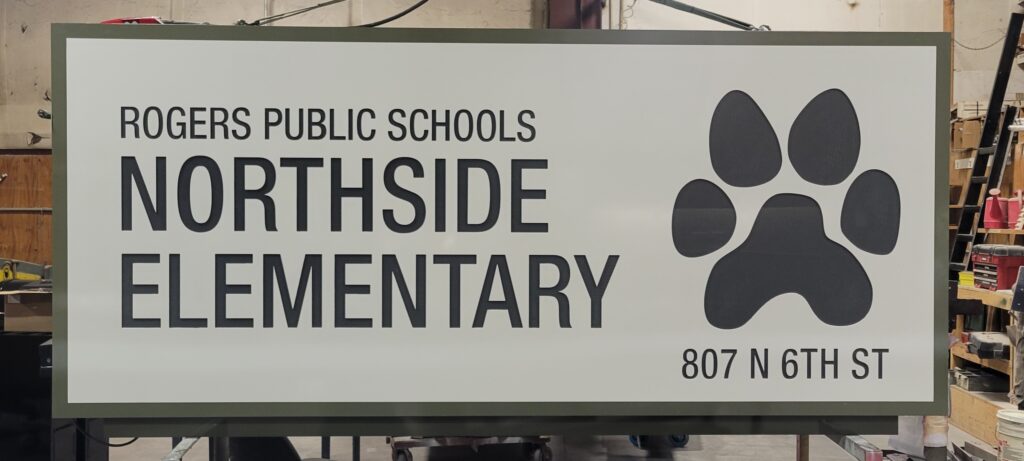 ROGERS PUBLIC SCHOOLS
NORTHSIDE
ELEMENTARY
807 N 6TH ST